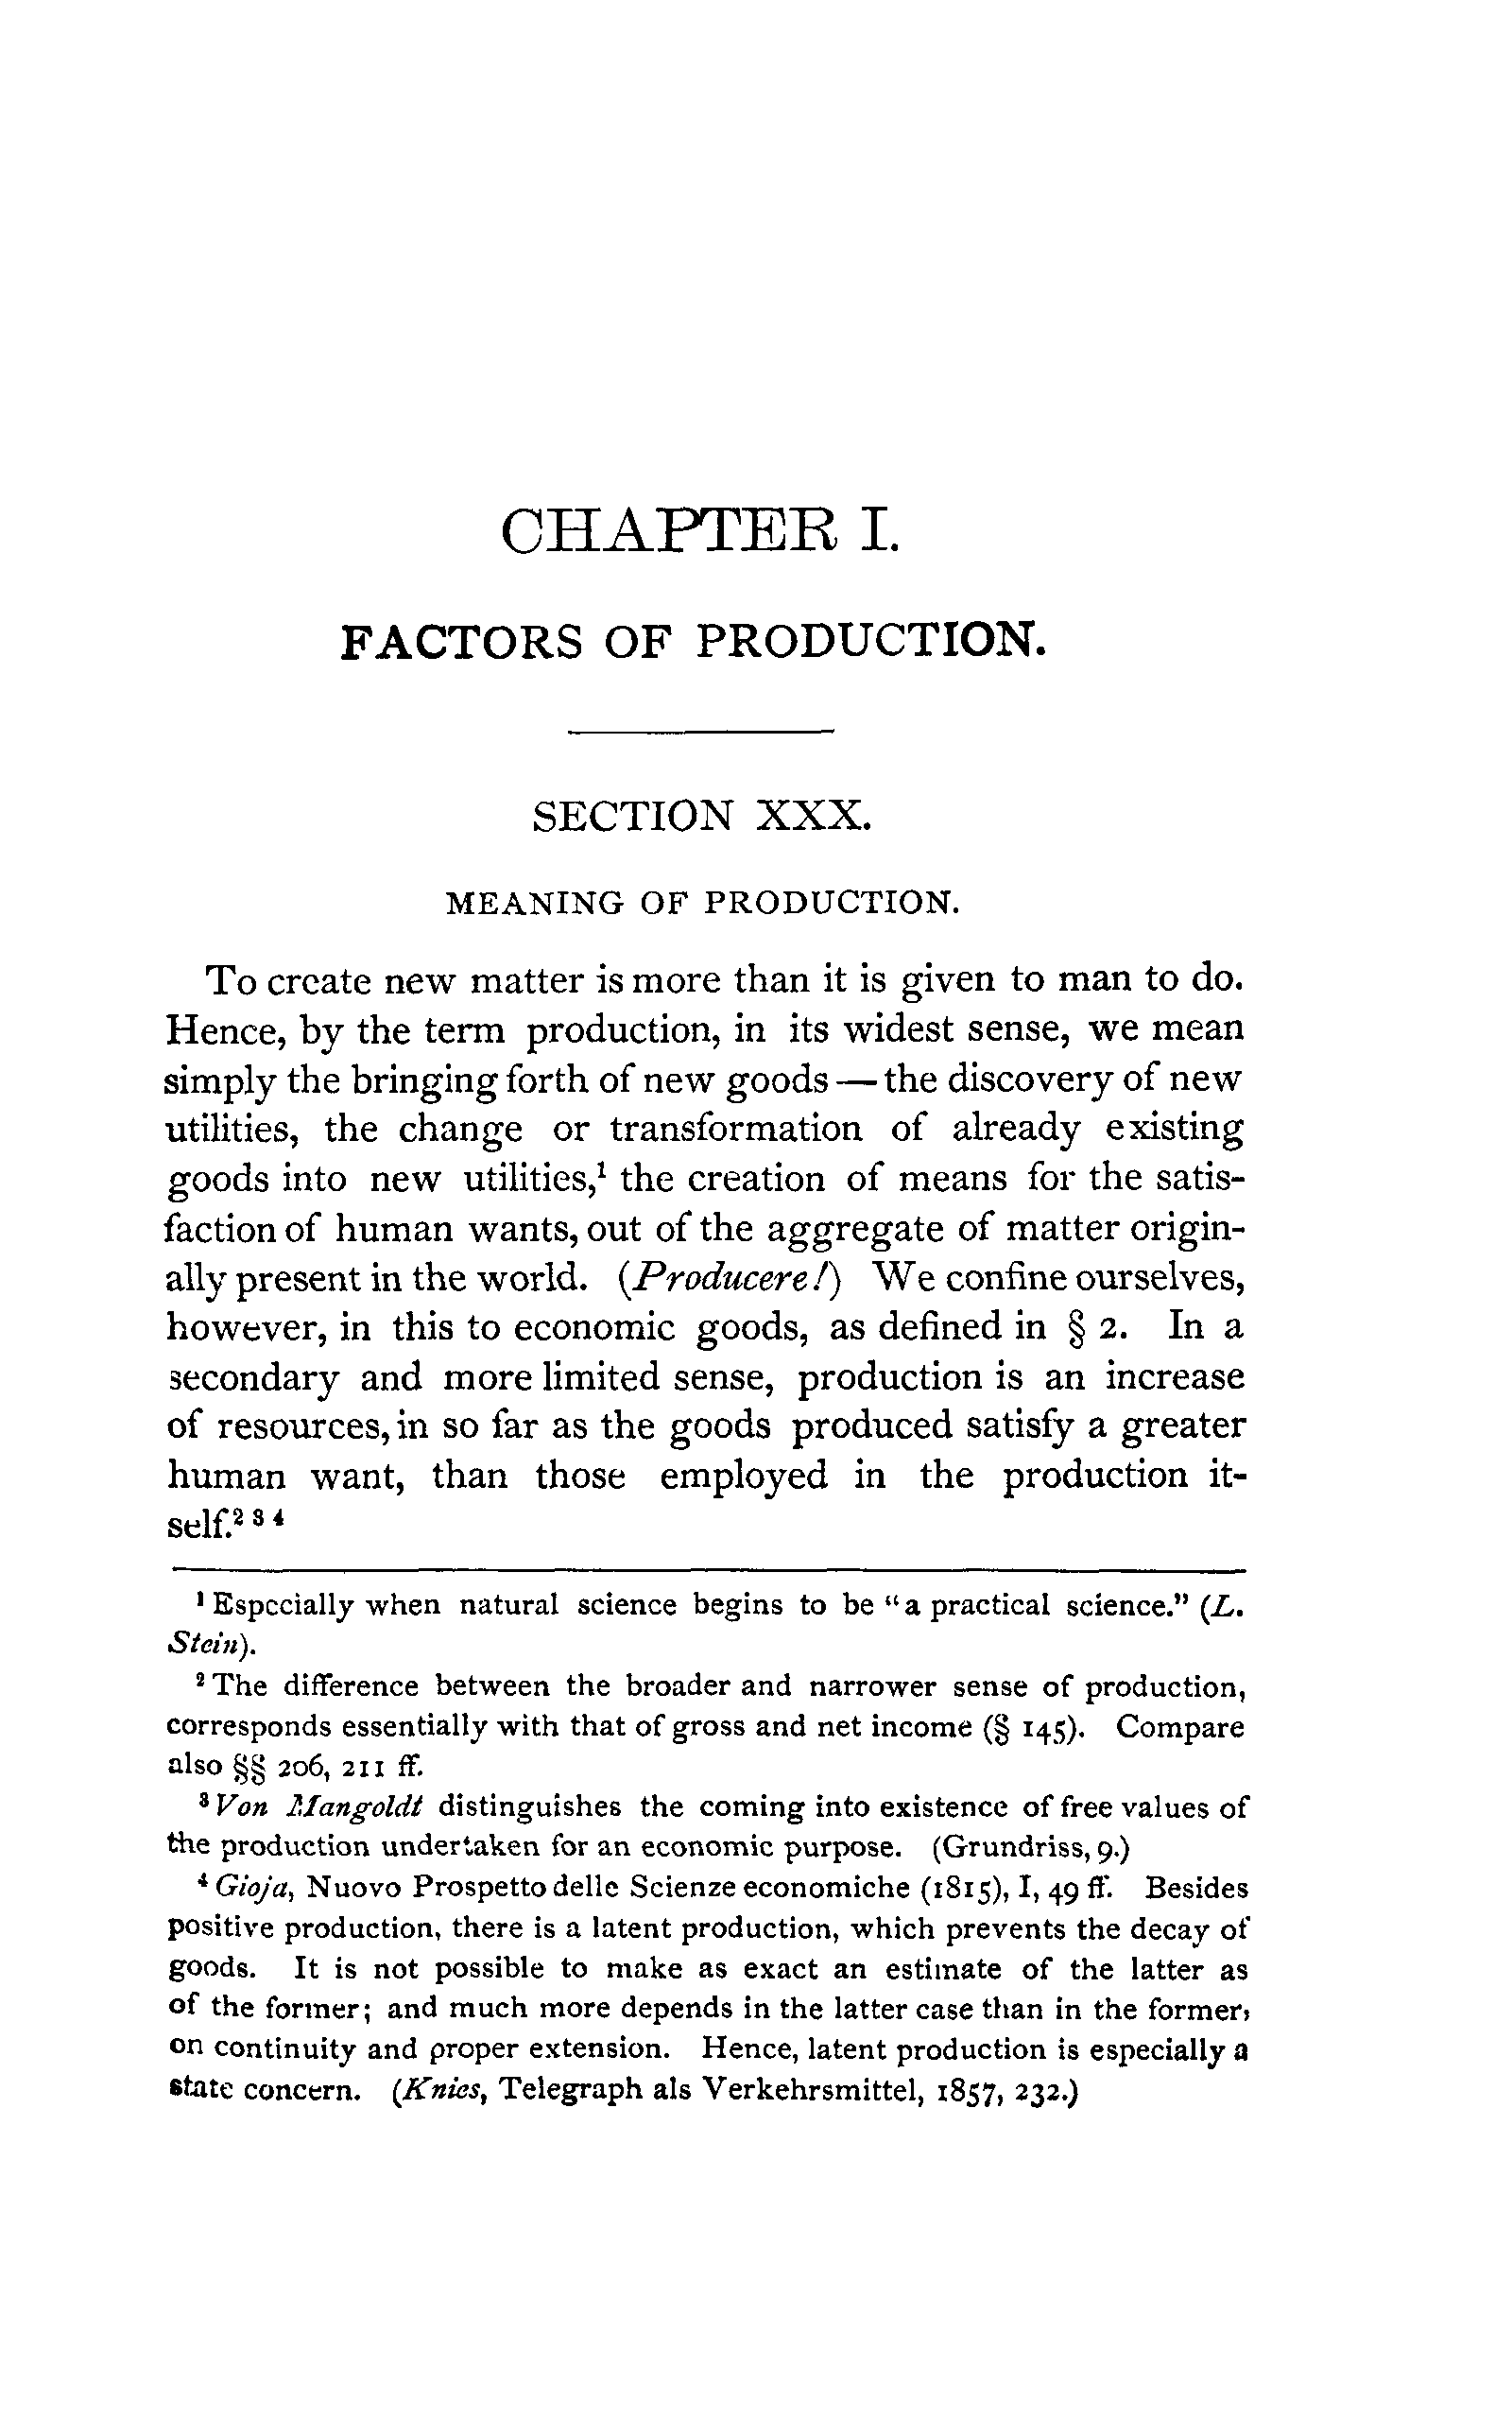 CHAPTER I.
FACTORS OF PRODUCTION.
SECTION XXX.
MEANING OF PRODUCTION.
To create new matter is more than it is given to man to do.
Hence, by the term production, in its widest sense, we mean
simply the bringing forth of new goods — the discovery of new
utilities, the change or transformation of already existing
goods into new utilities,¹ the creation of means for the satis-
faction of human wants, out of the aggregate of matter origin-
ally present in the world. (Producere!) We confine ourselves,
however, in this to economic goods, as defined in § 2. In a
secondary and more limited sense, production is an increase
of resources, in so far as the goods produced satisfy a greater
human want, than those employed in the production it-
self.² ³ ⁴
¹ Especially when natural science begins to be "a practical science." (L.
Stein).
² The difference between the broader and narrower sense of production,
corresponds essentially with that of gross and net income (§ 145). Compare
also §§ 206, 211 ff.
³ Von Mangoldt distinguishes the coming into existence of free values of
the production undertaken for an economic purpose. (Grundriss, 9.)
⁴ Gioja, Nuovo Prospetto delle Scienze economiche (1815), I, 49 ff. Besides
positive production, there is a latent production, which prevents the decay of
goods. It is not possible to make as exact an estimate of the latter as
of the former; and much more depends in the latter case than in the former,
on continuity and proper extension. Hence, latent production is especially a
state concern. (Knies, Telegraph als Verkehrsmittel, 1857, 232.)